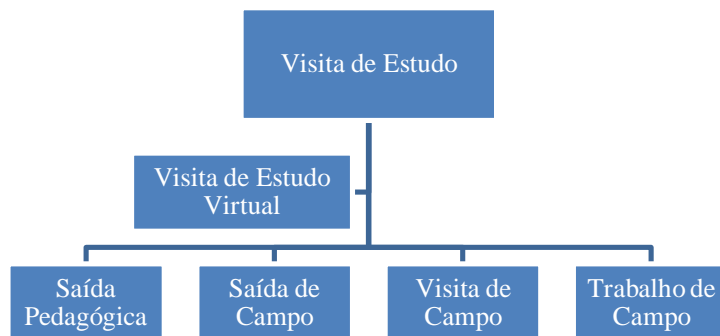 Visita de Estudo
Visita de Estudo
Virtual
Saída
Pedagógica
Saída de
Campo
Visita de
Campo
Trabalho de
Campo